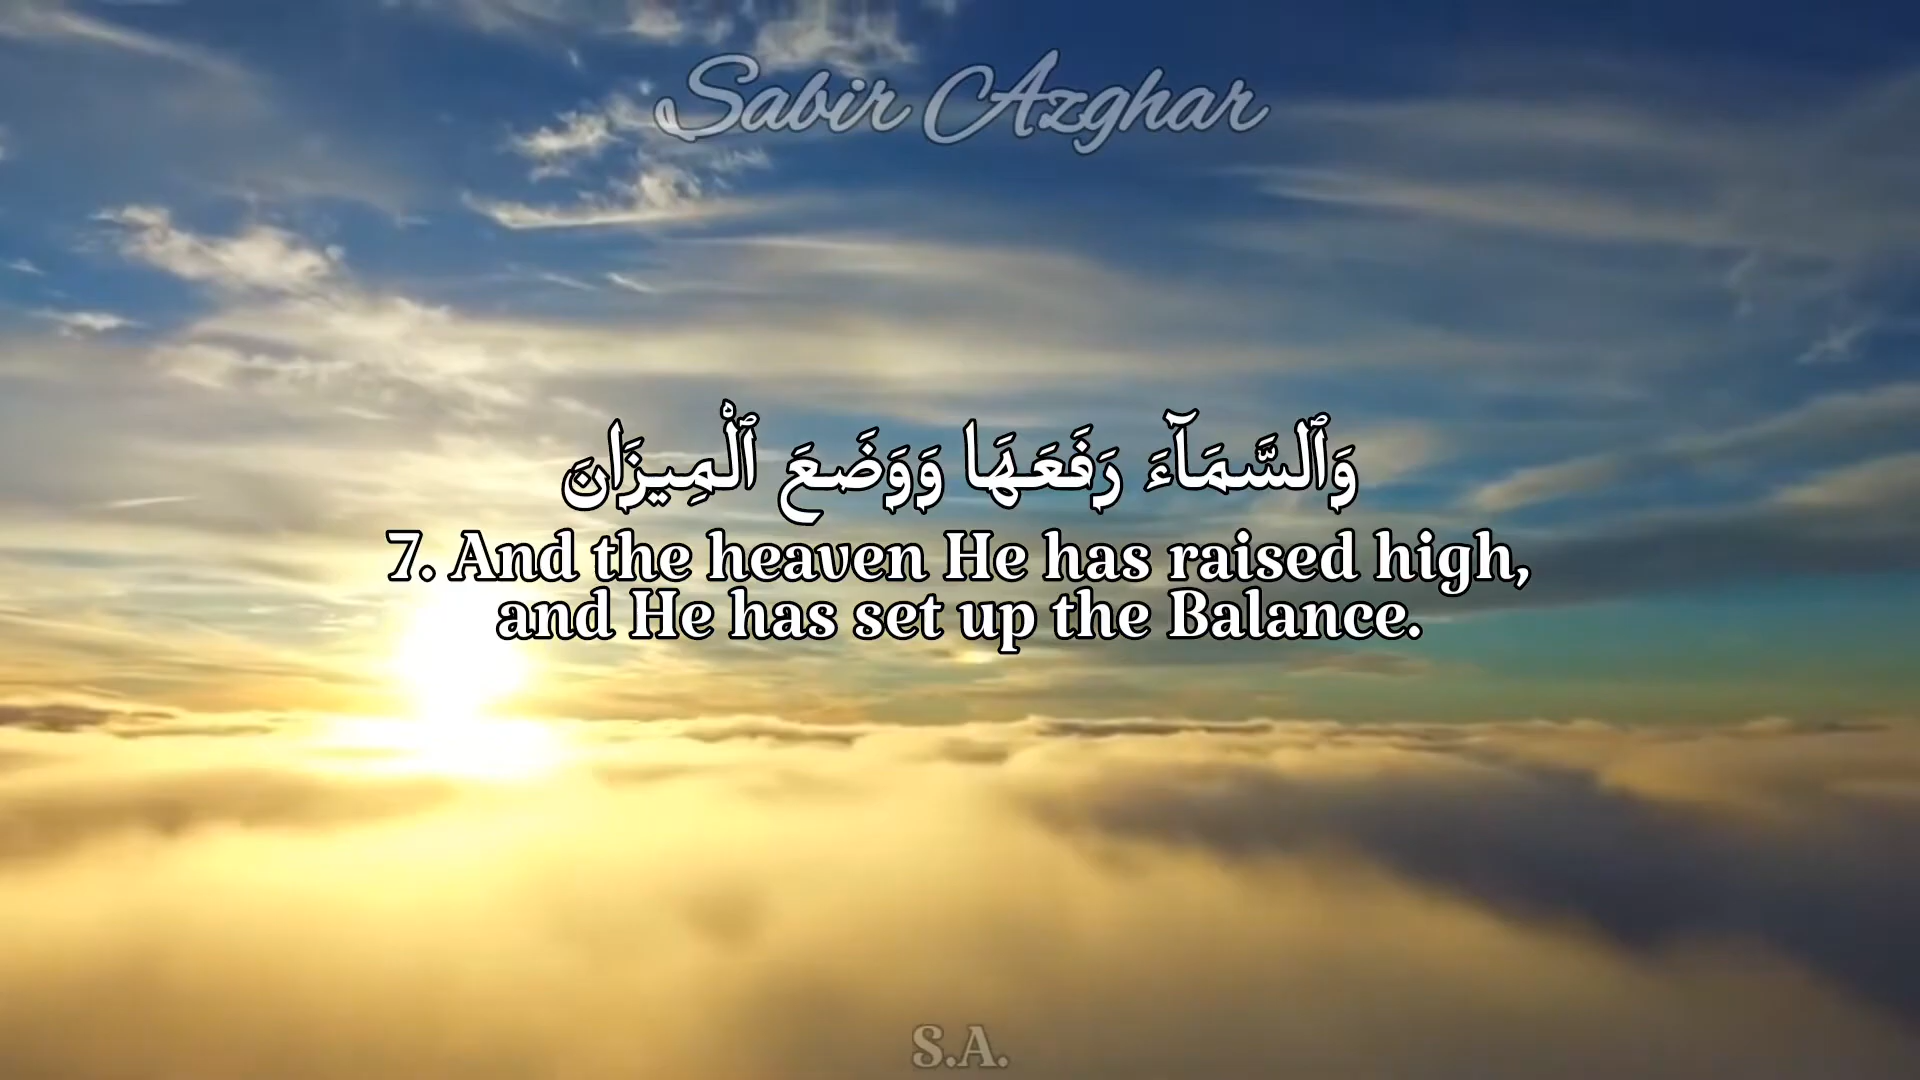 Sabir Azghar
وَٱلسَّمَآءَ رَفَعَهَا وَوَضَعَ ٱلْمِيزَانَ
7. And the heaven He has raised high,
and He has set up the Balance.
S.A.